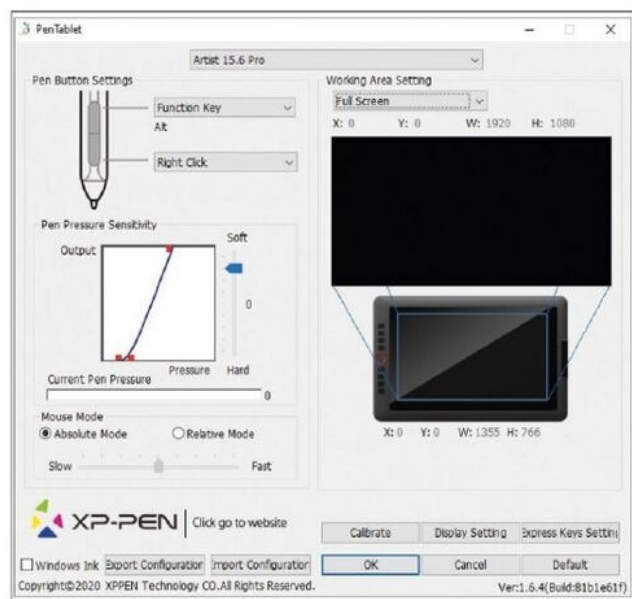 PenTablet
Artist 15.6 Pro
Pen Button Settings
Function Key
Alt
Right Click
Pen Pressure Sensitivity
Output
Soft
0
Hard
Pressure
Current Pen Pressure
0
Mouse Mode
Absolute Mode
Relative Mode
Slow
Fast
Working Area Setting
Full Screen
X: 0 Y: 0 W: 1920 H: 1080
X: 0 Y: 0 W: 1355 H: 766
XP-PEN
Click go to website
Calibrate
Display Setting
Express Keys Setting
Windows Ink
Export Configuration
Import Configuration
OK
Cancel
Default
Copyright©2020 XPPEN Technology CO.All Rights Reserved.
Ver:1.6.4(Build:81b1e61f)